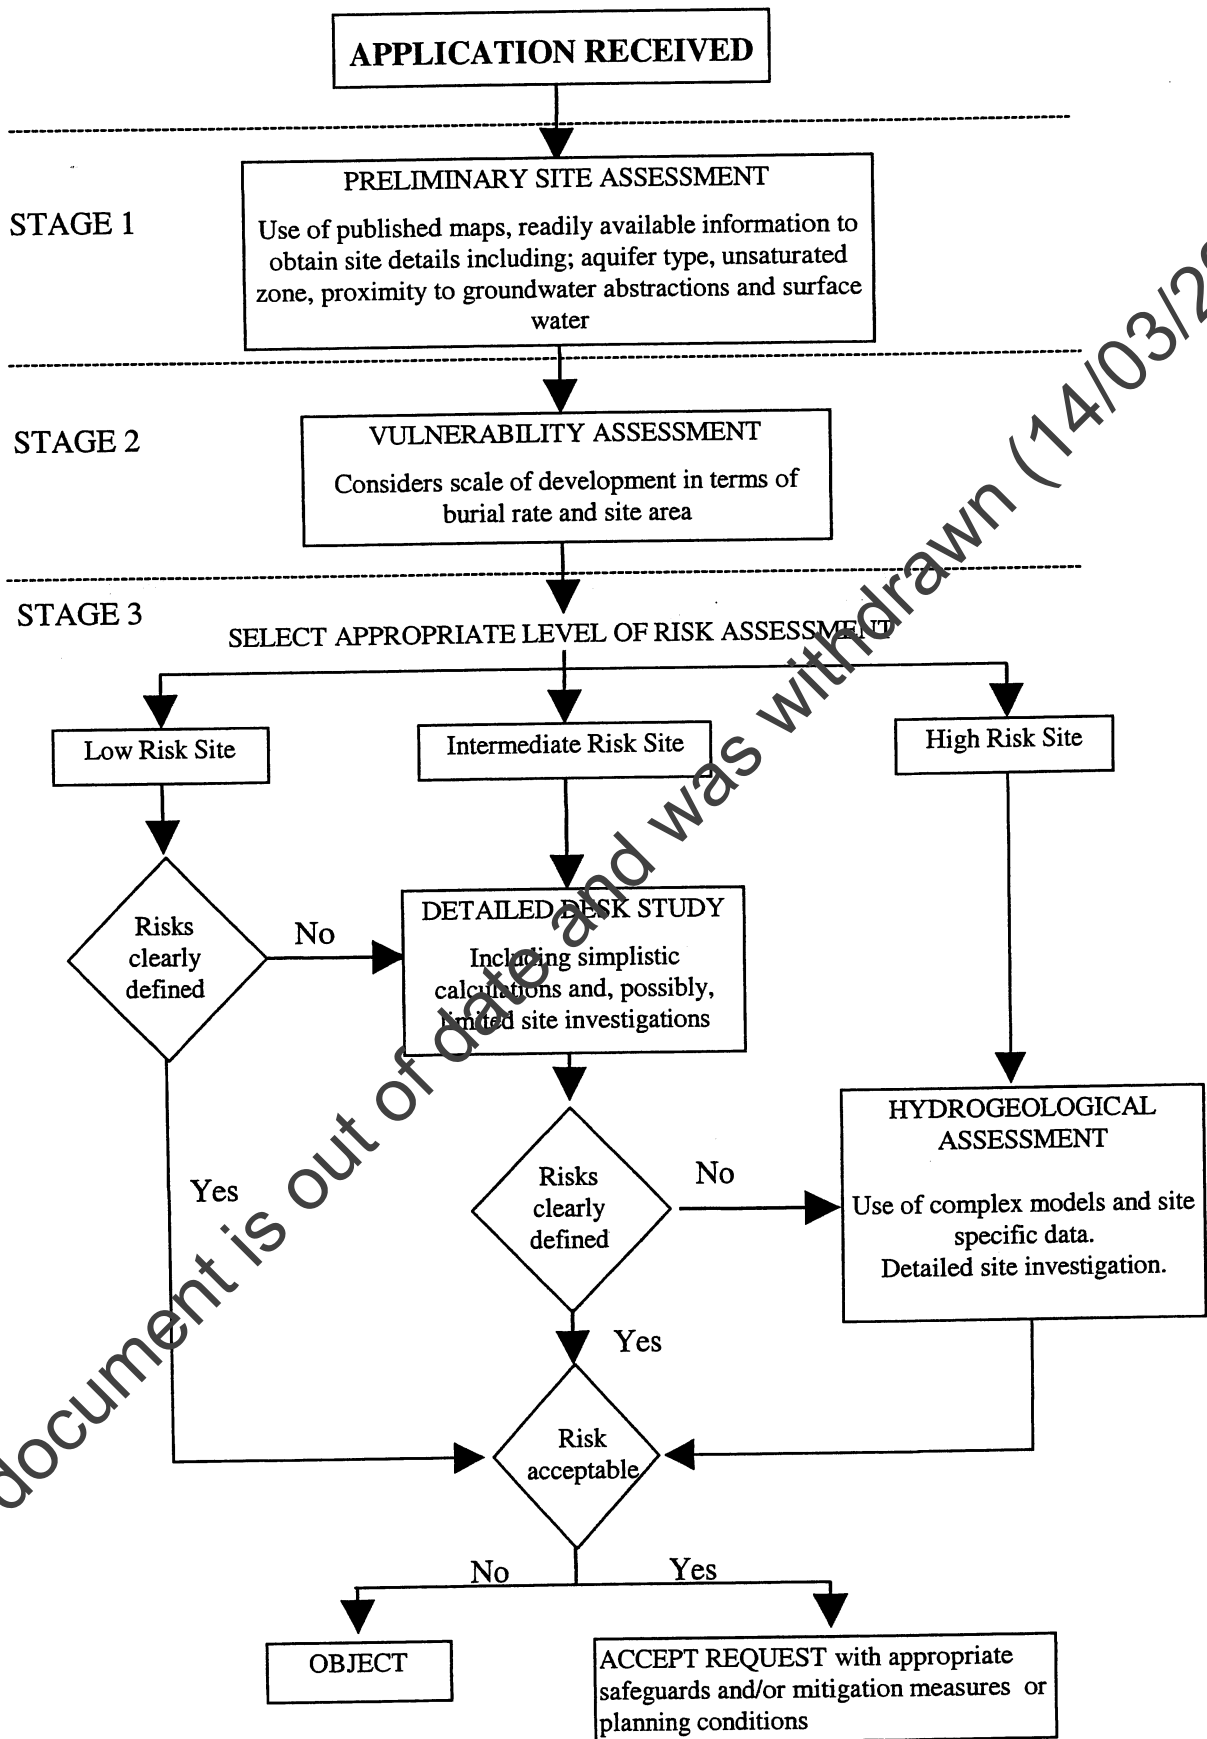 APPLICATION RECEIVED
STAGE 1
PRELIMINARY SITE ASSESSMENT
Use of published maps, readily available information to
obtain site details including; aquifer type, unsaturated
zone, proximity to groundwater abstractions and surface
water
STAGE 2
VULNERABILITY ASSESSMENT
Considers scale of development in terms of
burial rate and site area
STAGE 3
SELECT APPROPRIATE LEVEL OF RISK ASSESSMENT
Low Risk Site
Intermediate Risk Site
High Risk Site
Risks
clearly
defined
No
DETAILED DESK STUDY
Including simplistic
calculations and, possibly,
limited site investigations
Yes
Risks
clearly
defined
No
HYDROGEOLOGICAL
ASSESSMENT
Use of complex models and site
specific data.
Detailed site investigation.
Yes
Risk
acceptable
No
Yes
OBJECT
ACCEPT REQUEST with appropriate
safeguards and/or mitigation measures or
planning conditions
document is out of date and was withdrawn (14/03/